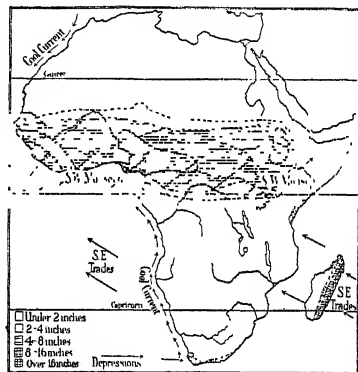 Cool Current
Cancer
S.E
Trades
Cool Current
S.E
Trades
Capricorn
Under 2 inches
2-4 inches
4-8 inches
8-16 inches
Over 16 inches
Depressions